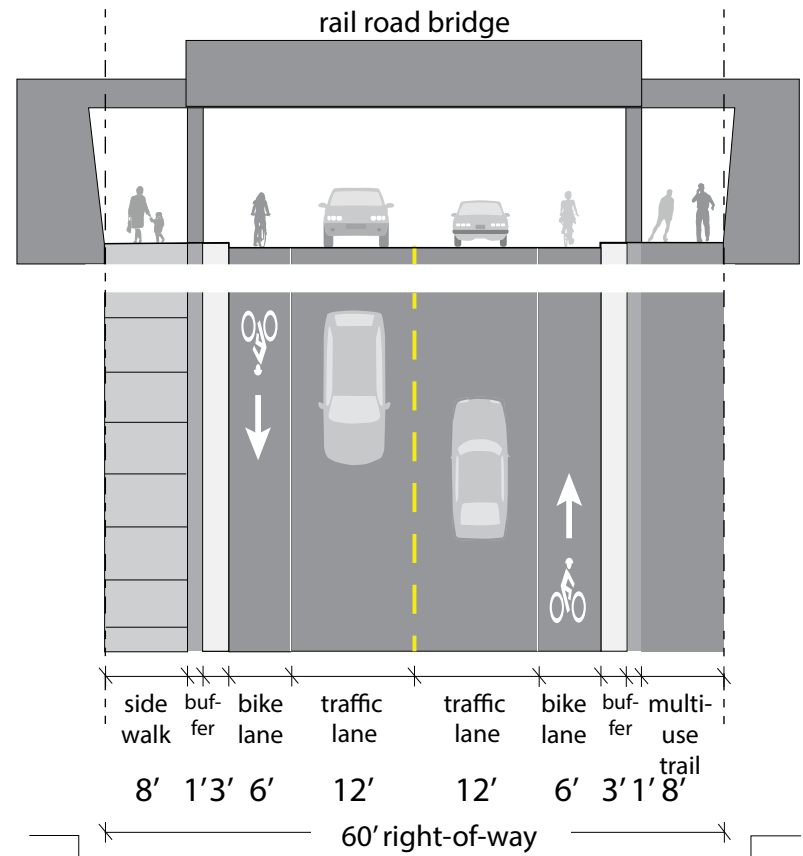 rail road bridge
side walk
buf-fer
bike lane
traffic lane
traffic lane
bike lane
buf-fer
multi-use trail
8’ 1’ 3’ 6’ 12’ 12’ 6’ 3’ 1’ 8’
60’ right-of-way